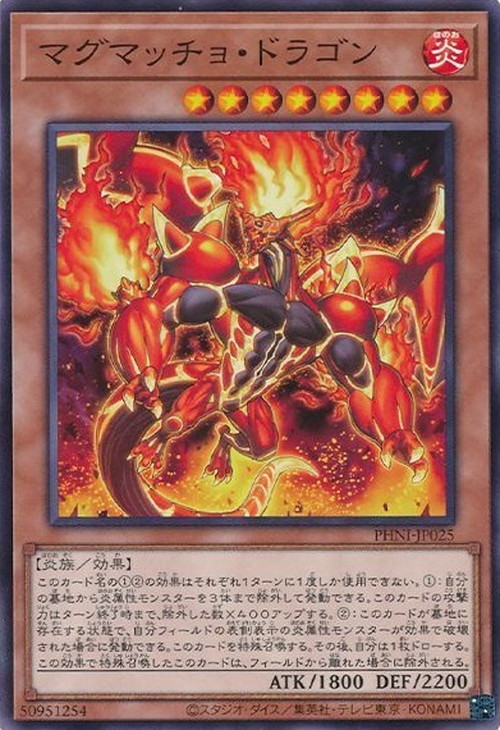 マグマッチョ・ドラゴン
炎
PHNI-JP025
【炎族／効果】
このカード名の①②の効果はそれぞれ1ターンに1度しか使用できない。①：自分
の墓地から炎属性モンスターを3体まで除外して発動できる。このカードの攻撃
力はターン終了時まで、除外した数×400アップする。②：このカードが墓地に
存在する状態で、自分フィールドの表側表示の炎属性モンスターが効果で破壊
された場合に発動できる。このカードを特殊召喚する。その後、自分は1枚ドローする。
この効果で特殊召喚したこのカードは、フィールドから離れた場合に除外される。
ATK/1800 DEF/2200
50951254
©スタジオ・ダイス／集英社・テレビ東京・KONAMI